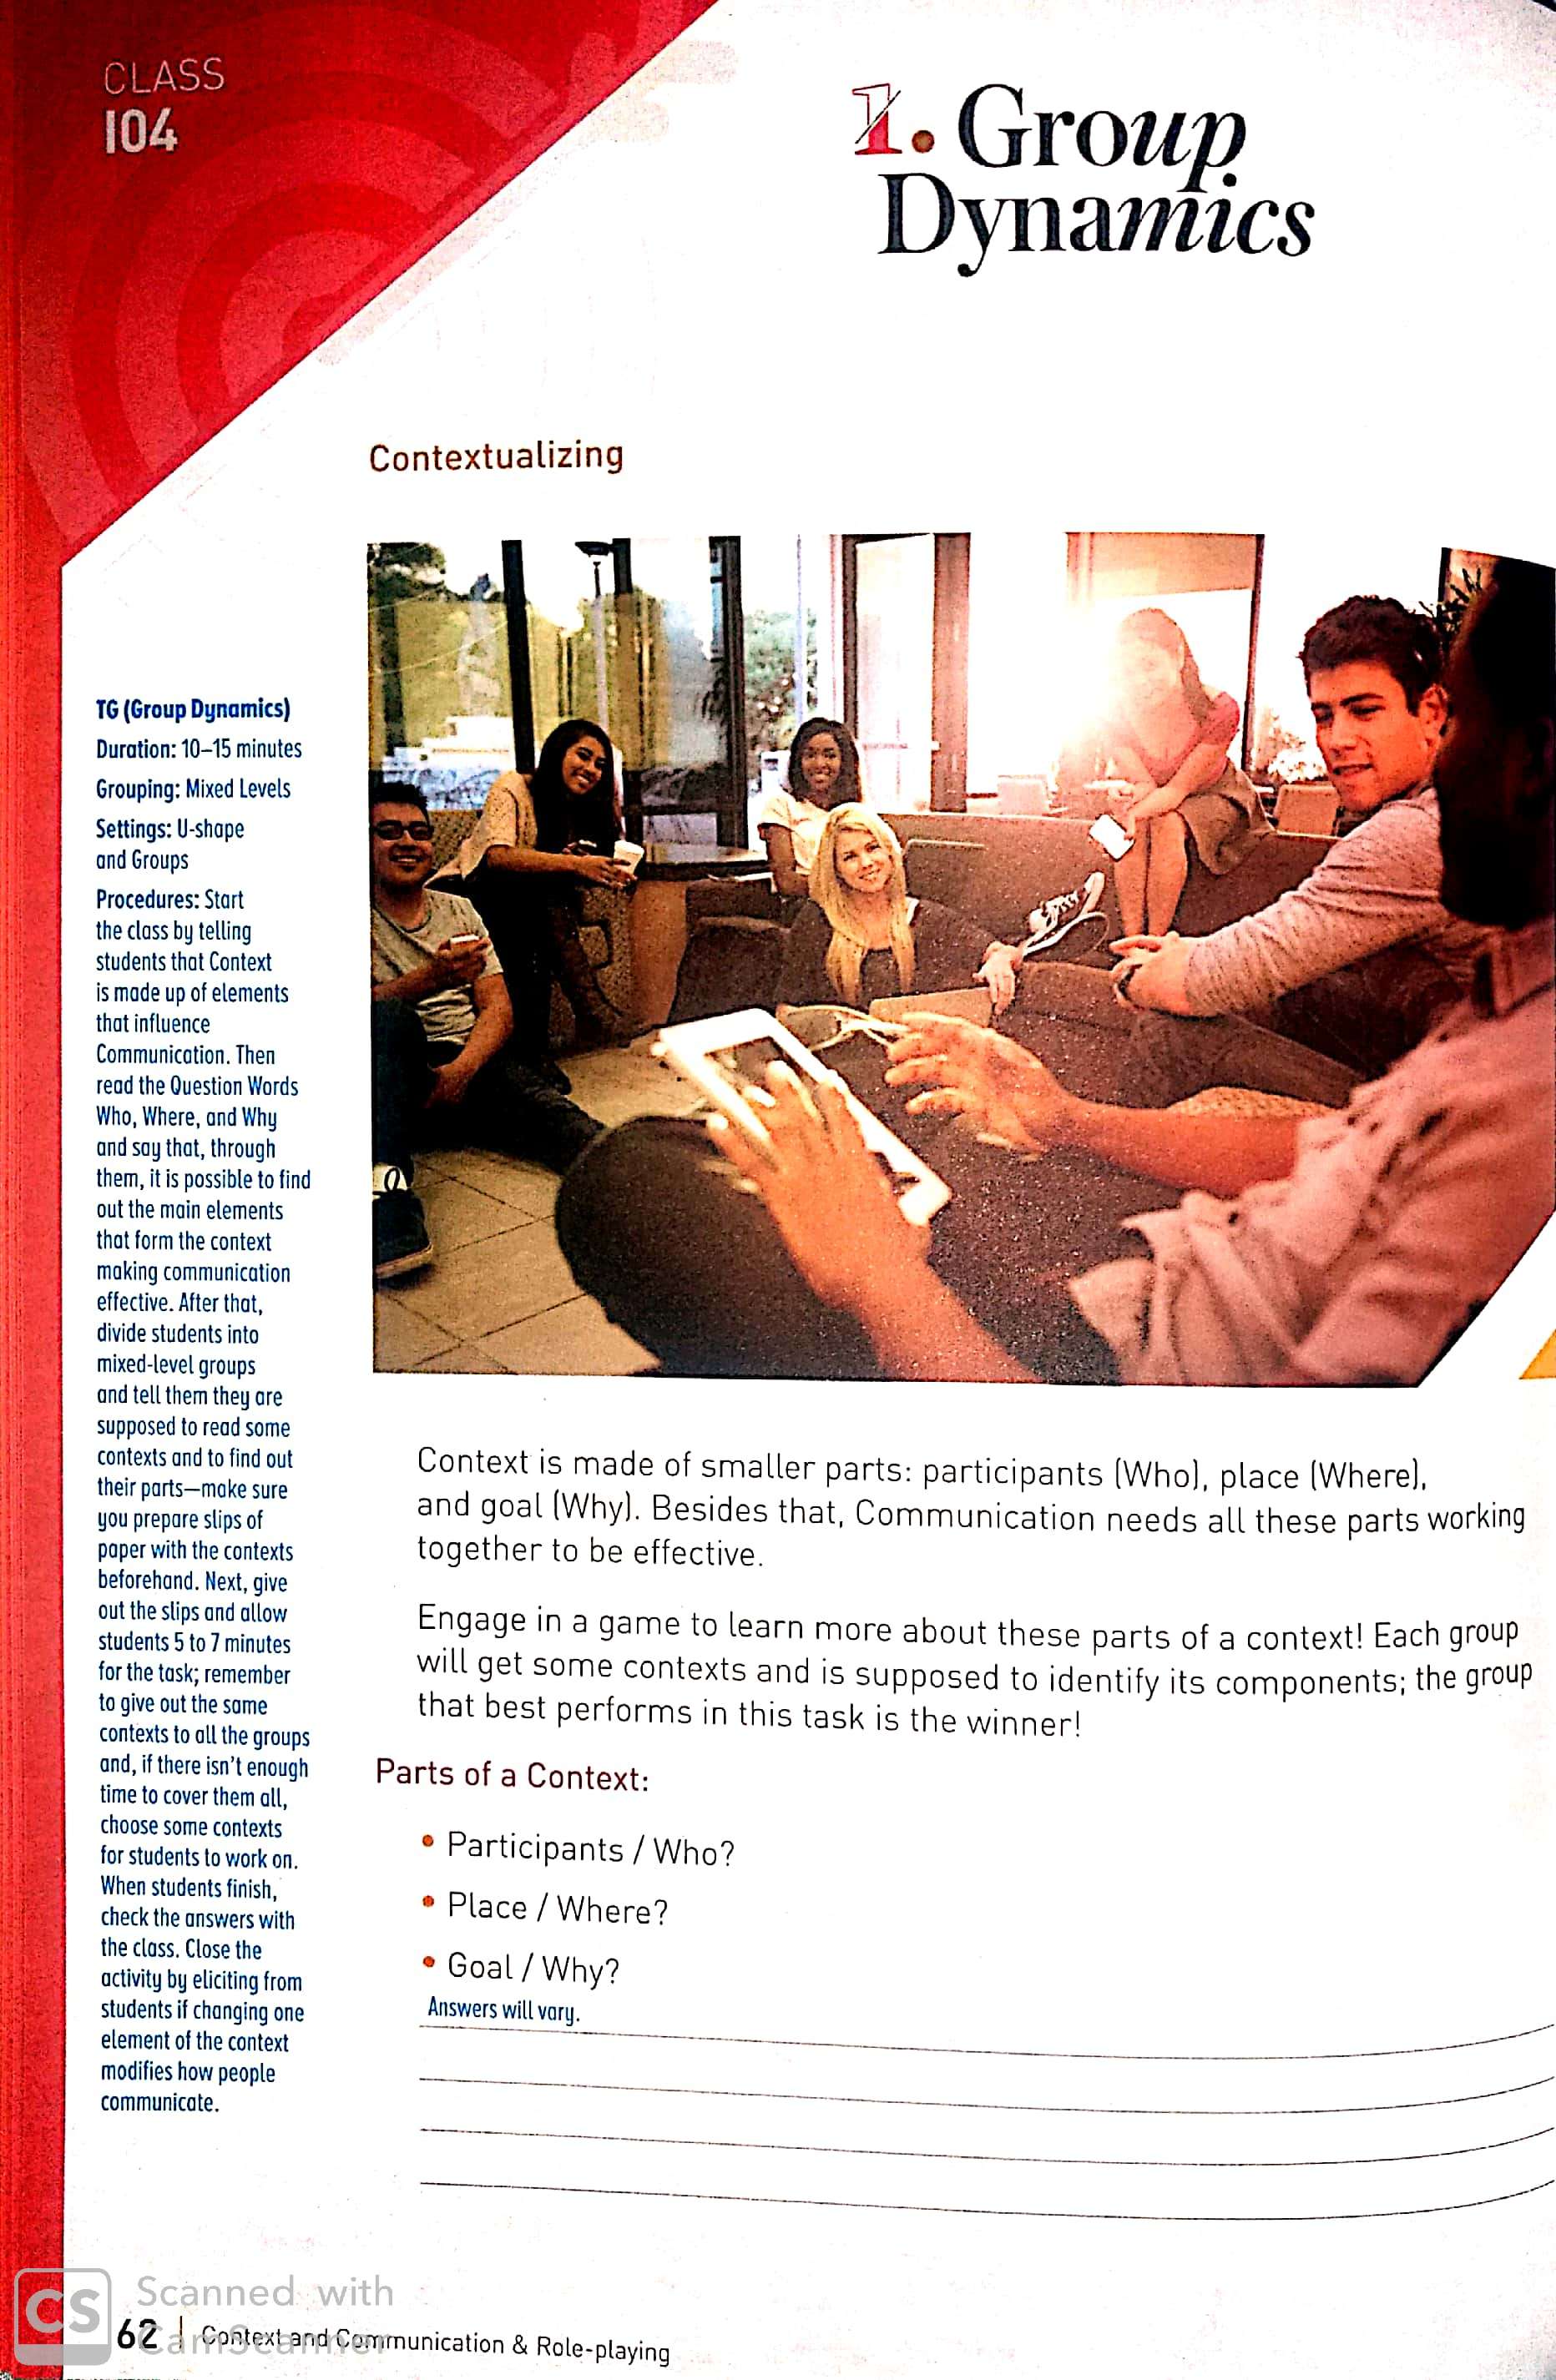 CLASS
104
1. Group
Dynamics
Contextualizing
TG (Group Dynamics)
Duration: 10–15 minutes
Grouping: Mixed Levels
Settings: U-shape
and Groups
Procedures: Start
the class by telling
students that Context
is made up of elements
that influence
Communication. Then
read the Question Words
Who, Where, and Why
and say that, through
them, it is possible to find
out the main elements
that form the context
making communication
effective. After that,
divide students into
mixed-level groups
and tell them they are
supposed to read some
contexts and to find out
their parts—make sure
you prepare slips of
paper with the contexts
beforehand. Next, give
out the slips and allow
students 5 to 7 minutes
for the task; remember
to give out the same
contexts to all the groups
and, if there isn't enough
time to cover them all,
choose some contexts
for students to work on.
When students finish,
check the answers with
the class. Close the
activity by eliciting from
students if changing one
element of the context
modifies how people
communicate.
Context is made of smaller parts: participants (Who), place (Where),
and goal (Why). Besides that, Communication needs all these parts working
together to be effective.
Engage in a game to learn more about these parts of a context! Each group
will get some contexts and is supposed to identify its components; the group
that best performs in this task is the winner!
Parts of a Context:
• Participants / Who?
• Place / Where?
• Goal / Why?
Answers will vary.
62 | Context and Communication & Role-playing
CS Scanned with
CamScanner